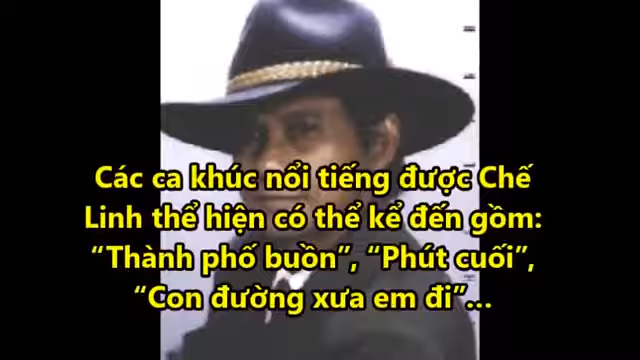 Các ca khúc nổi tiếng được Chế
Linh thể hiện có thể kể đến gồm:
“Thành phố buồn”, “Phút cuối”,
“Con đường xưa em đi”...